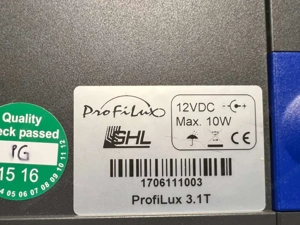 ProFiLux
GHL
12VDC
Max. 10W
CE
1706111003
ProfiLux 3.1T
Quality
eck passed
PG
15 16
04 05 06 07 08 09 10 11 12